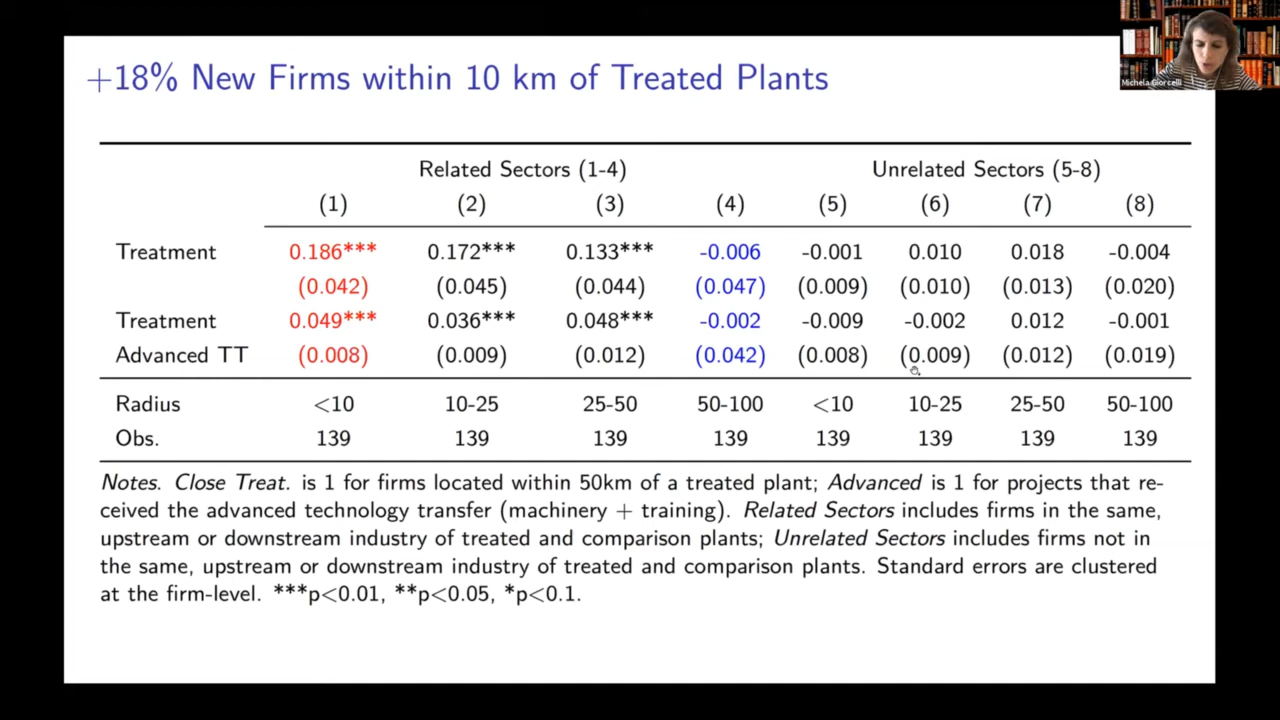 +18% New Firms within 10 km of Treated Plants
Michela Giorcelli
Related Sectors (1-4) Unrelated Sectors (5-8)
(1) (2) (3) (4) (5) (6) (7) (8)
Treatment 0.186*** 0.172*** 0.133*** -0.006 -0.001 0.010 0.018 -0.004
(0.042) (0.045) (0.044) (0.047) (0.009) (0.010) (0.013) (0.020)
Treatment 0.049*** 0.036*** 0.048*** -0.002 -0.009 -0.002 0.012 -0.001
Advanced TT (0.008) (0.009) (0.012) (0.042) (0.008) (0.009) (0.012) (0.019)
Radius <10 10-25 25-50 50-100 <10 10-25 25-50 50-100
Obs. 139 139 139 139 139 139 139 139
Notes. Close Treat. is 1 for firms located within 50km of a treated plant; Advanced is 1 for projects that re-
ceived the advanced technology transfer (machinery + training). Related Sectors includes firms in the same,
upstream or downstream industry of treated and comparison plants; Unrelated Sectors includes firms not in
the same, upstream or downstream industry of treated and comparison plants. Standard errors are clustered
at the firm-level. ***p<0.01, **p<0.05, *p<0.1.